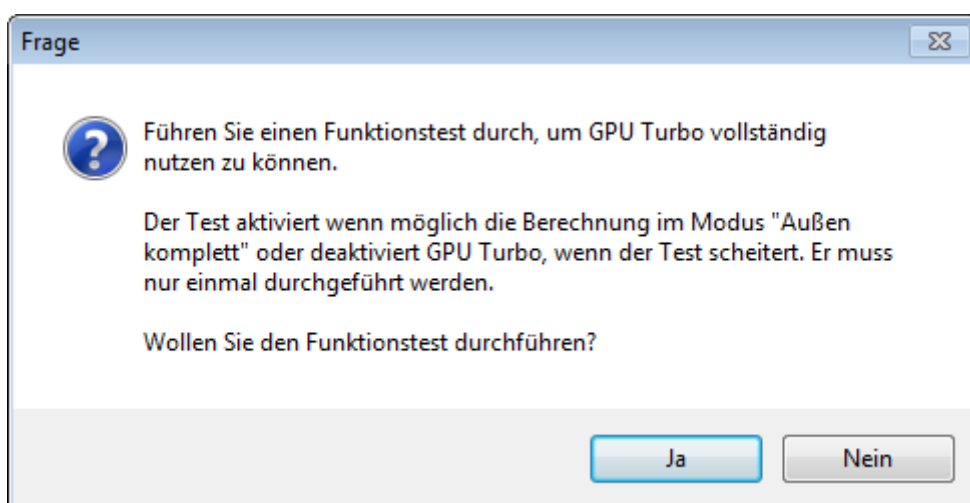 Frage
Führen Sie einen Funktionstest durch, um GPU Turbo vollständig
nutzen zu können.
Der Test aktiviert wenn möglich die Berechnung im Modus "Außen
komplett" oder deaktiviert GPU Turbo, wenn der Test scheitert. Er muss
nur einmal durchgeführt werden.
Wollen Sie den Funktionstest durchführen?
Ja
Nein